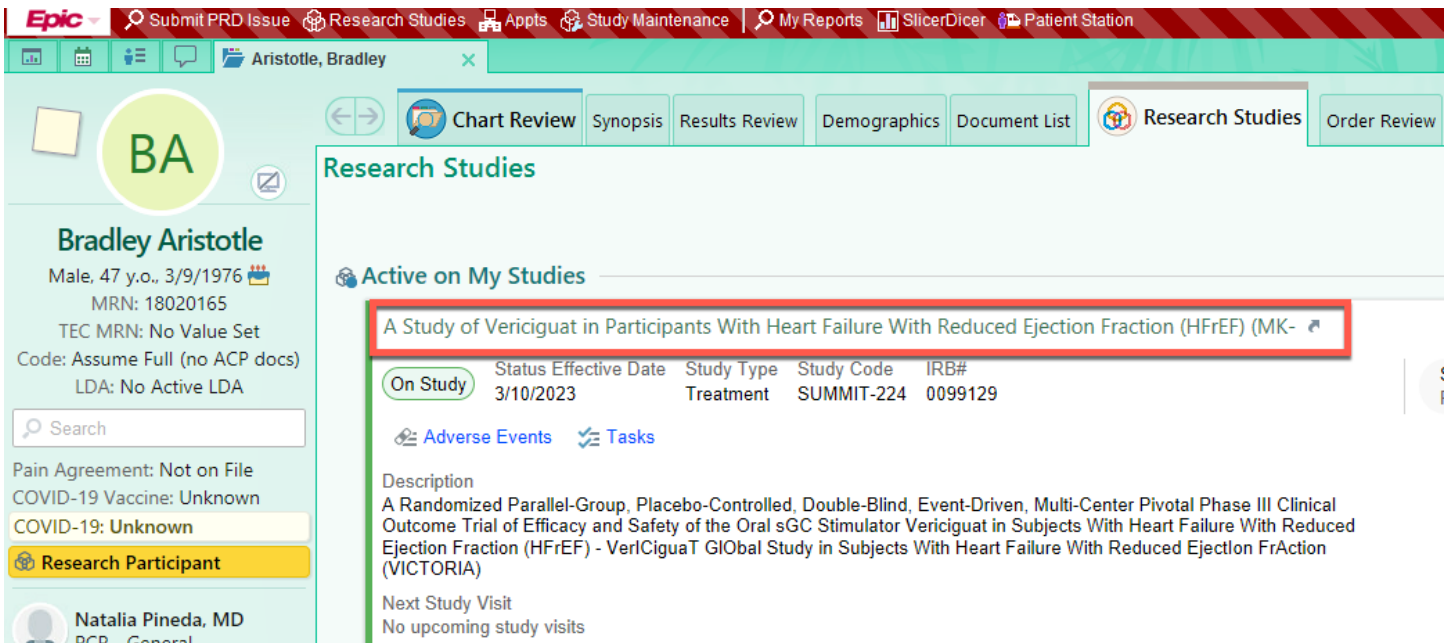 Epic Submit PRD Issue Research Studies Appts Study Maintenance My Reports SlicerDicer Patient Station
Aristotle, Bradley
Chart Review Synopsis Results Review Demographics Document List Research Studies Order Review
BA
Research Studies
Bradley Aristotle
Male, 47 y.o., 3/9/1976
MRN: 18020165
TEC MRN: No Value Set
Code: Assume Full (no ACP docs)
LDA: No Active LDA
Search
Pain Agreement: Not on File
COVID-19 Vaccine: Unknown
COVID-19: Unknown
Research Participant
Natalia Pineda, MD
PCP - General
Active on My Studies
A Study of Vericiguat in Participants With Heart Failure With Reduced Ejection Fraction (HFrEF) (MK-
On Study
Status Effective Date Study Type Study Code IRB#
3/10/2023 Treatment SUMMIT-224 0099129
Adverse Events Tasks
Description
A Randomized Parallel-Group, Placebo-Controlled, Double-Blind, Event-Driven, Multi-Center Pivotal Phase III Clinical
Outcome Trial of Efficacy and Safety of the Oral sGC Stimulator Vericiguat in Subjects With Heart Failure With Reduced
Ejection Fraction (HFrEF) - VerICiguaT GlObal Study in Subjects With Heart Failure With Reduced EjectIon FrAction
(VICTORIA)
Next Study Visit
No upcoming study visits